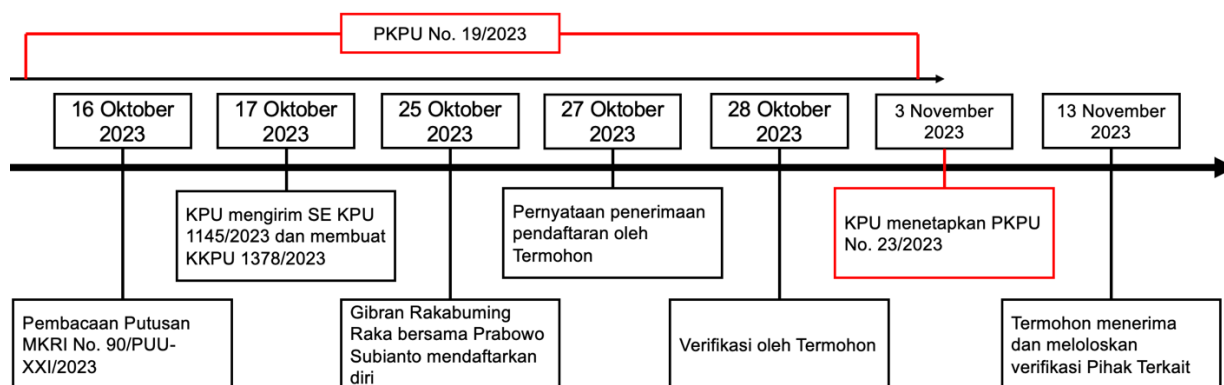 PKPU No. 19/2023
16 Oktober
2023
17 Oktober
2023
25 Oktober
2023
27 Oktober
2023
28 Oktober
2023
3 November
2023
13 November
2023
KPU mengirim SE KPU
1145/2023 dan membuat
KKPU 1378/2023
Pernyataan penerimaan
pendaftaran oleh
Termohon
KPU menetapkan PKPU
No. 23/2023
Pembacaan Putusan
MKRI No. 90/PUU-
XXI/2023
Gibran Rakabuming
Raka bersama Prabowo
Subianto mendaftarkan
diri
Verifikasi oleh Termohon
Termohon menerima
dan meloloskan
verifikasi Pihak Terkait